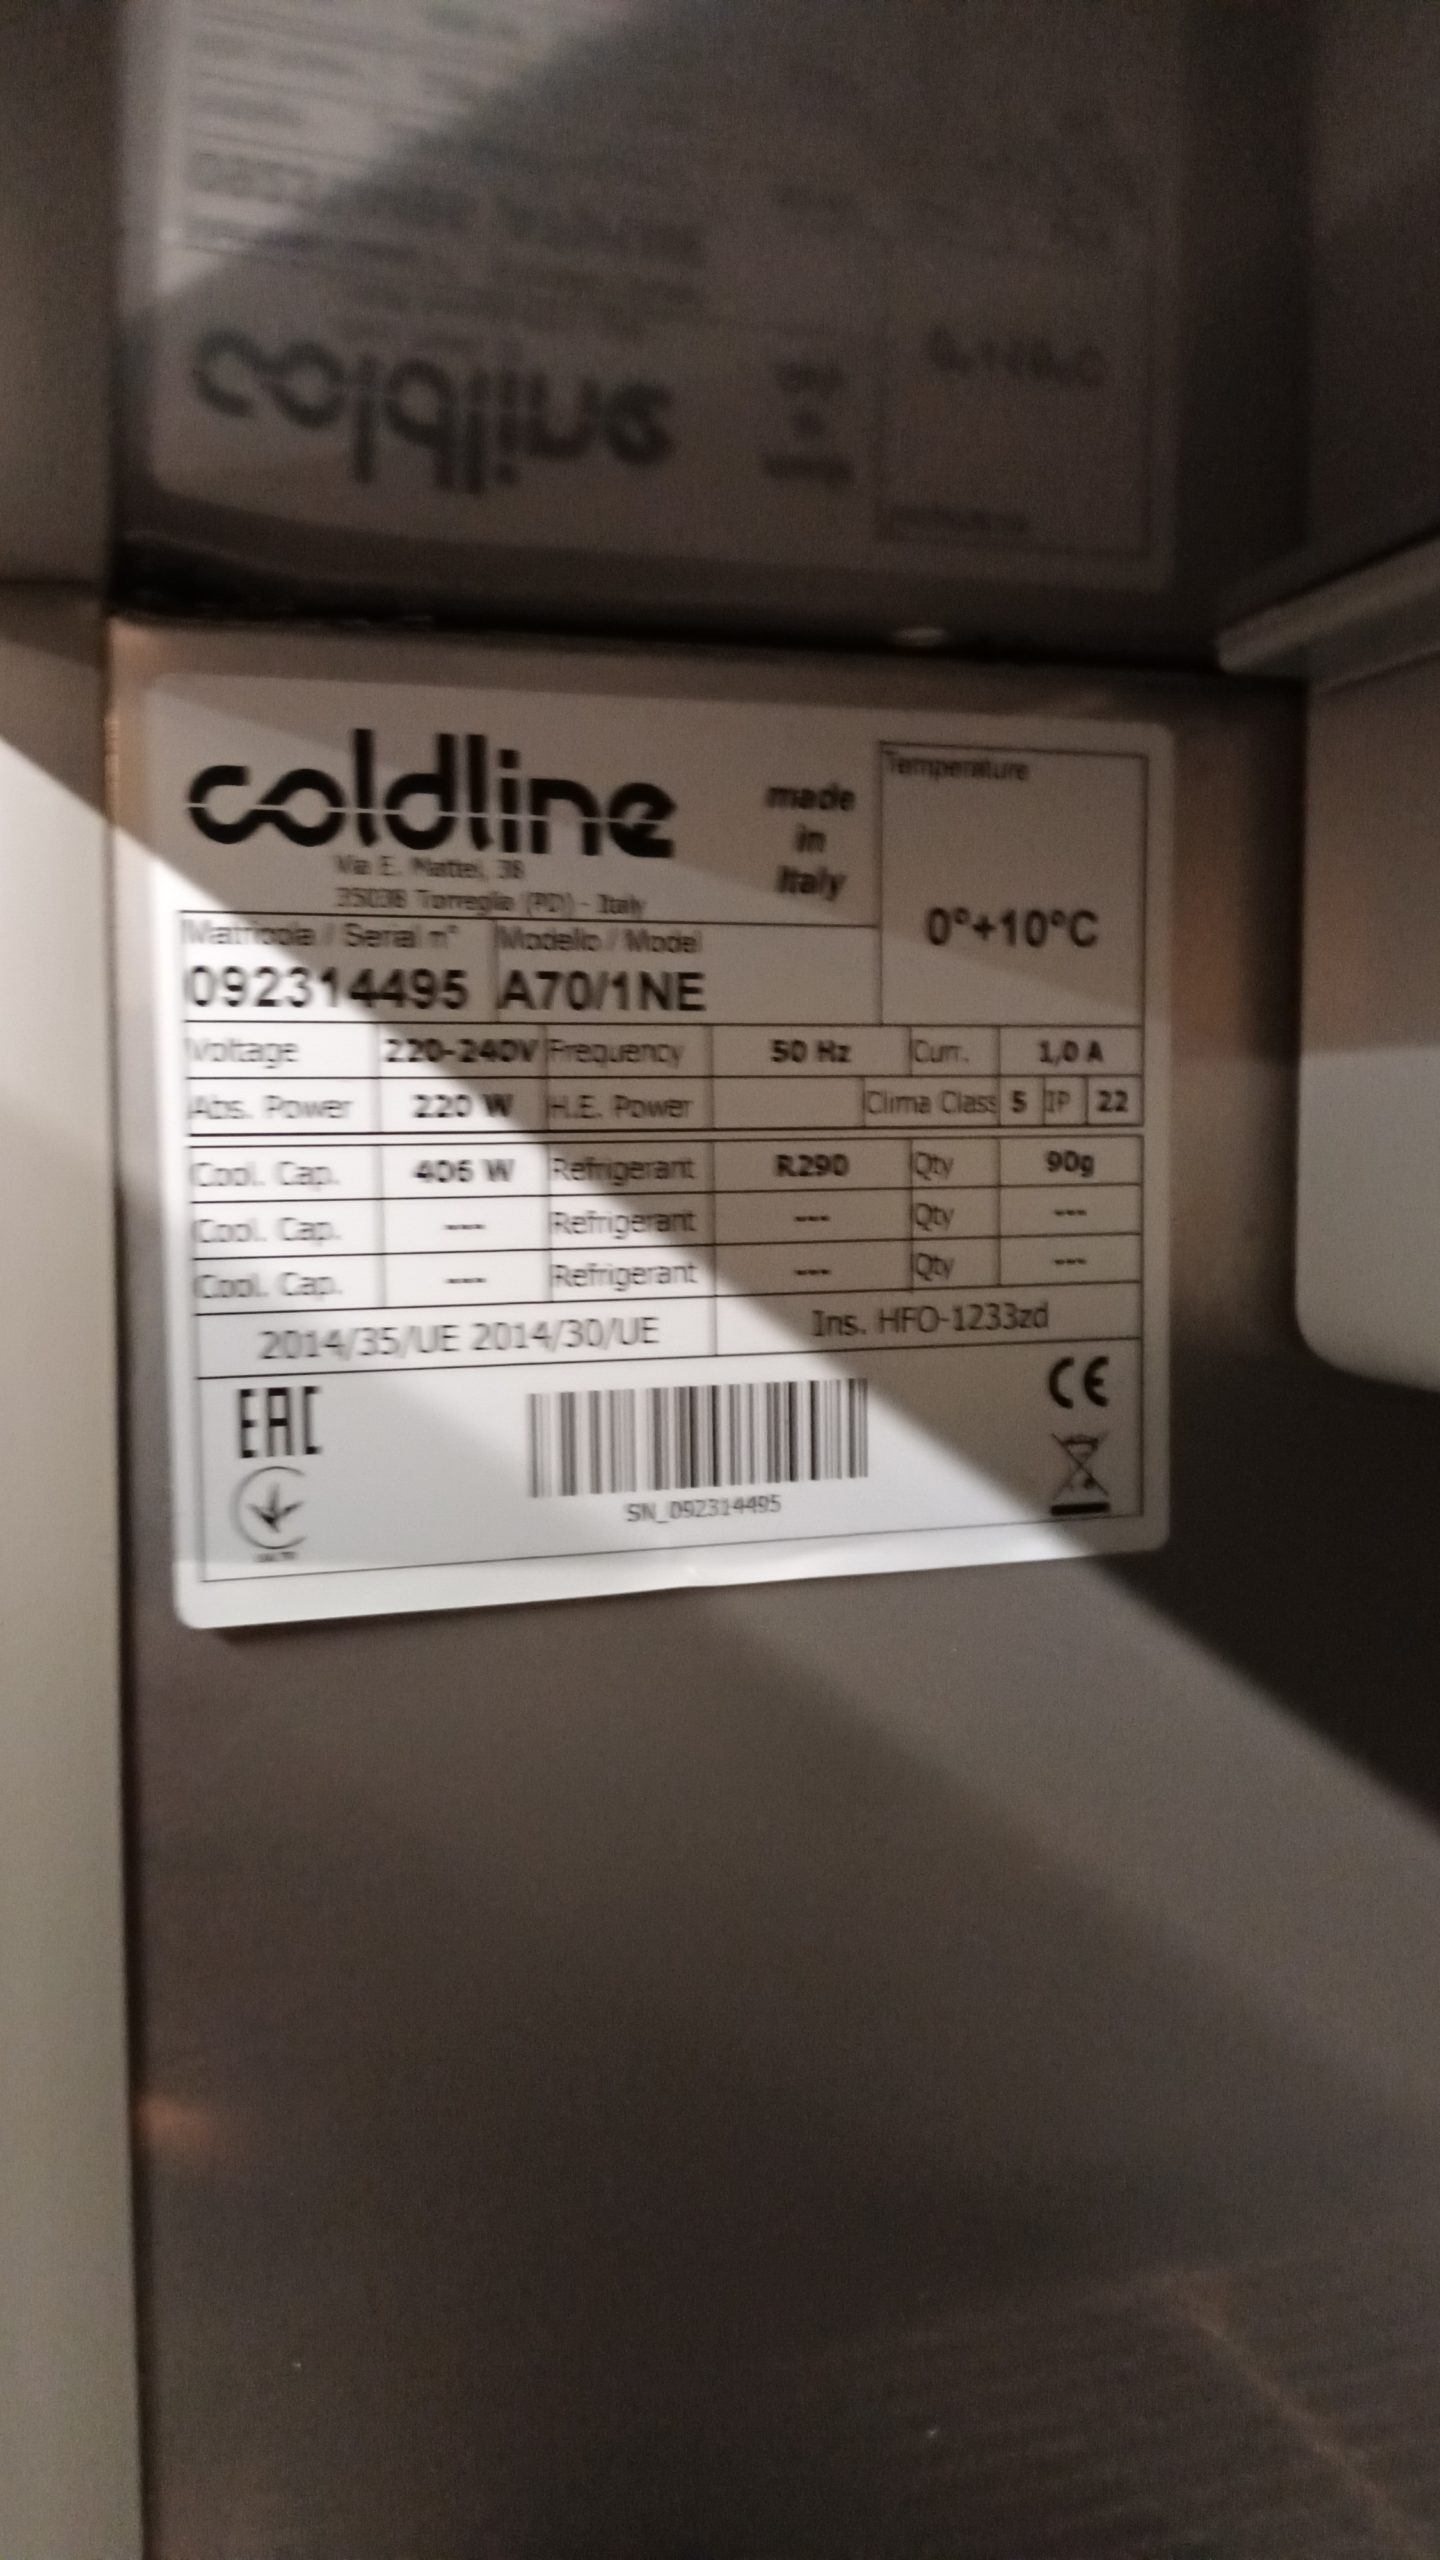 coldline
Via E. Mattei, 38
35038 Torreglia (PD) - Italy
made
in
Italy
Temperature
0°+10°C
Matricola / Serial n° Modello / Model
092314495 A70/1NE
Voltage 220-240V Frequency 50 Hz Curr. 1,0 A
Abs. Power 220 W H.E. Power Clima Class 5 IP 22
Cool. Cap. 406 W Refrigerant R290 Qty 90g
Cool. Cap. --- Refrigerant --- Qty ---
Cool. Cap. --- Refrigerant --- Qty ---
2014/35/UE 2014/30/UE Ins. HFO-1233zd
EAC
CE
SN_092314495